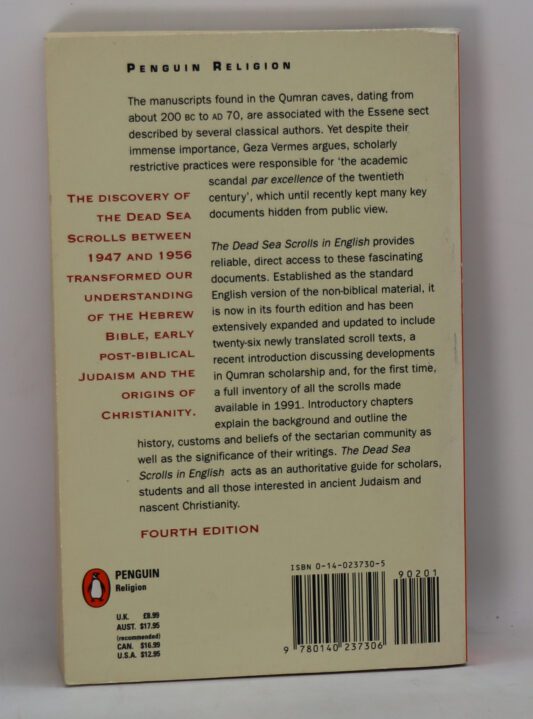 PENGUIN RELIGION
The manuscripts found in the Qumran caves, dating from
about 200 BC to AD 70, are associated with the Essene sect
described by several classical authors. Yet despite their
immense importance, Geza Vermes argues, scholarly
restrictive practices were responsible for ‘the academic
scandal par excellence of the twentieth
century’, which until recently kept many key
documents hidden from public view.
THE DISCOVERY OF
THE DEAD SEA
SCROLLS BETWEEN
1947 AND 1956
TRANSFORMED OUR
UNDERSTANDING
OF THE HEBREW
BIBLE, EARLY
POST-BIBLICAL
JUDAISM AND THE
ORIGINS OF
CHRISTIANITY.
The Dead Sea Scrolls in English provides
reliable, direct access to these fascinating
documents. Established as the standard
English version of the non-biblical material, it
is now in its fourth edition and has been
extensively expanded and updated to include
twenty-six newly translated scroll texts, a
recent introduction discussing developments
in Qumran scholarship and, for the first time,
a full inventory of all the scrolls made
available in 1991. Introductory chapters
explain the background and outline the
history, customs and beliefs of the sectarian community as
well as the significance of their writings. The Dead Sea
Scrolls in English acts as an authoritative guide for scholars,
students and all those interested in ancient Judaism and
nascent Christianity.
FOURTH EDITION
PENGUIN
Religion
U.K. £8.99
AUST. $17.95
(recommended)
CAN. $16.99
U.S.A. $12.95
ISBN 0-14-023730-5
90201
9 780140 237306